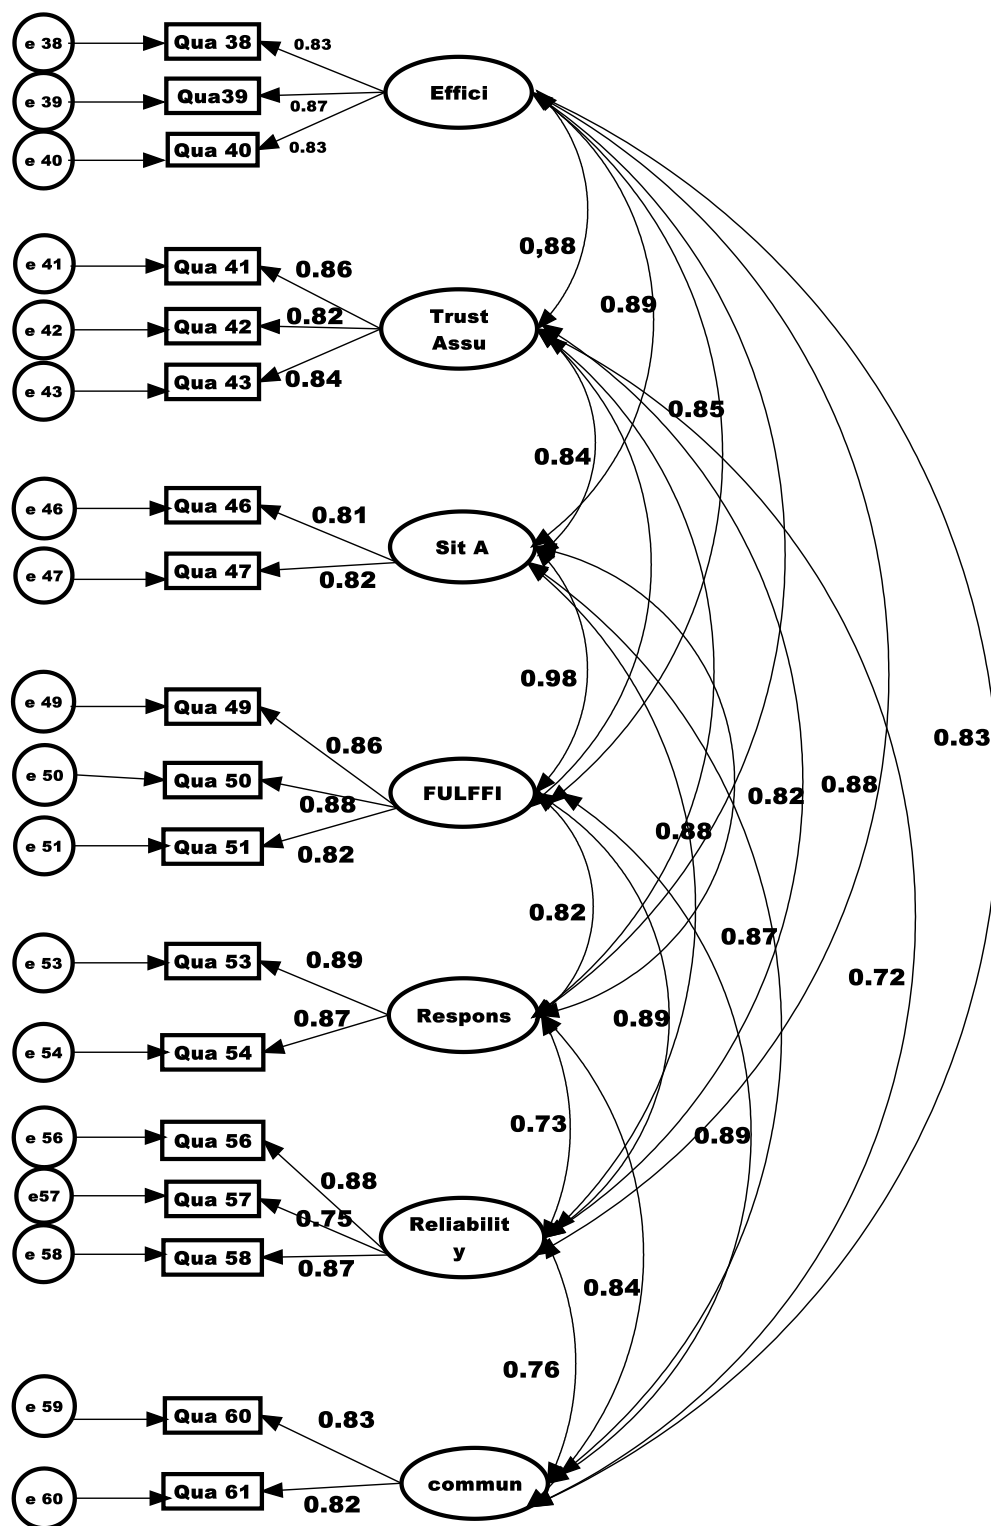 e 38
Qua 38
0.83
e 39
Qua39
0.87
Effici
e 40
Qua 40
0.83
0,88
e 41
Qua 41
0.86
0.89
e 42
Qua 42
0.82
Trust
Assu
e 43
Qua 43
0.84
0.85
0.84
e 46
Qua 46
0.81
Sit A
e 47
Qua 47
0.82
0.98
e 49
Qua 49
0.86
0.83
e 50
Qua 50
0.88
FULFFI
0.82
0.88
0.88
e 51
Qua 51
0.82
0.82
0.87
e 53
Qua 53
0.89
0.72
Respons
0.89
e 54
Qua 54
0.87
0.73
0.89
e 56
Qua 56
0.88
e57
Qua 57
0.75
Reliabilit
y
e 58
Qua 58
0.87
0.84
0.76
e 59
Qua 60
0.83
commun
e 60
Qua 61
0.82